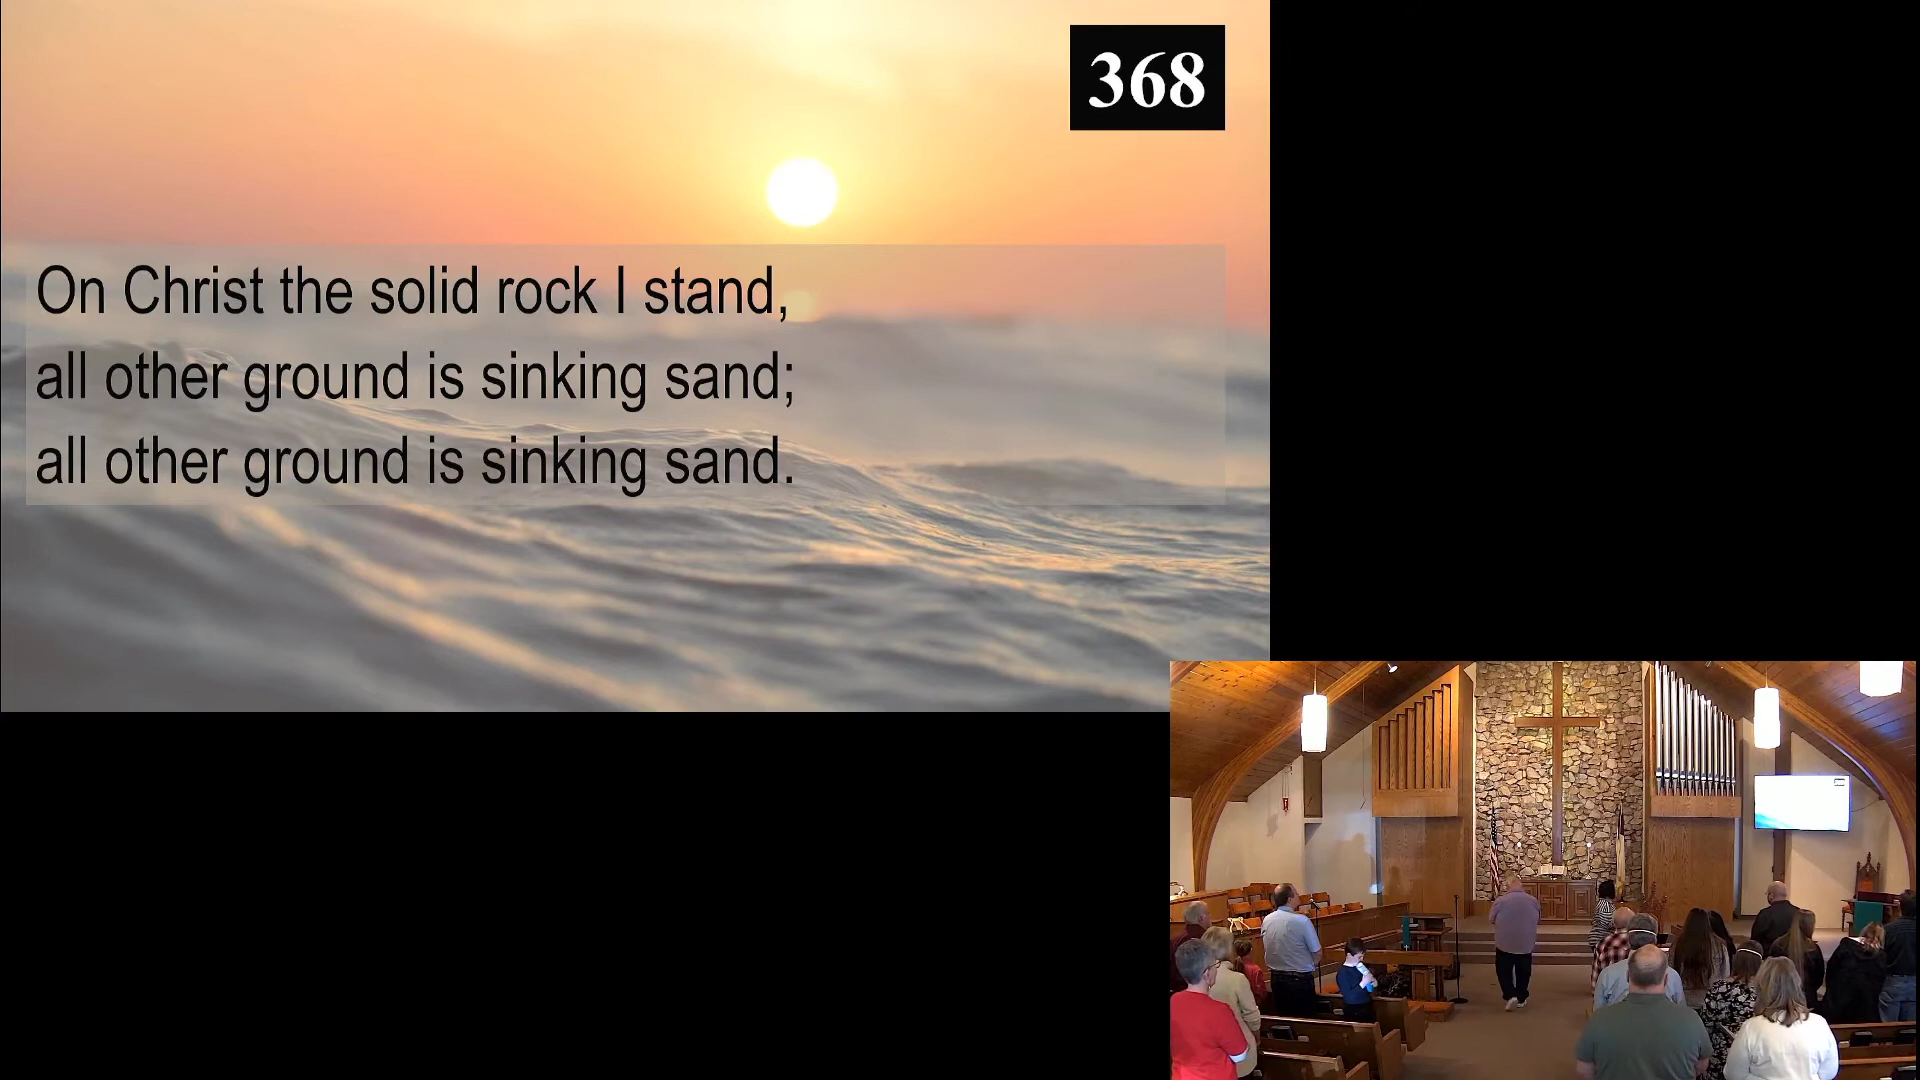 368
On Christ the solid rock I stand,
all other ground is sinking sand;
all other ground is sinking sand.